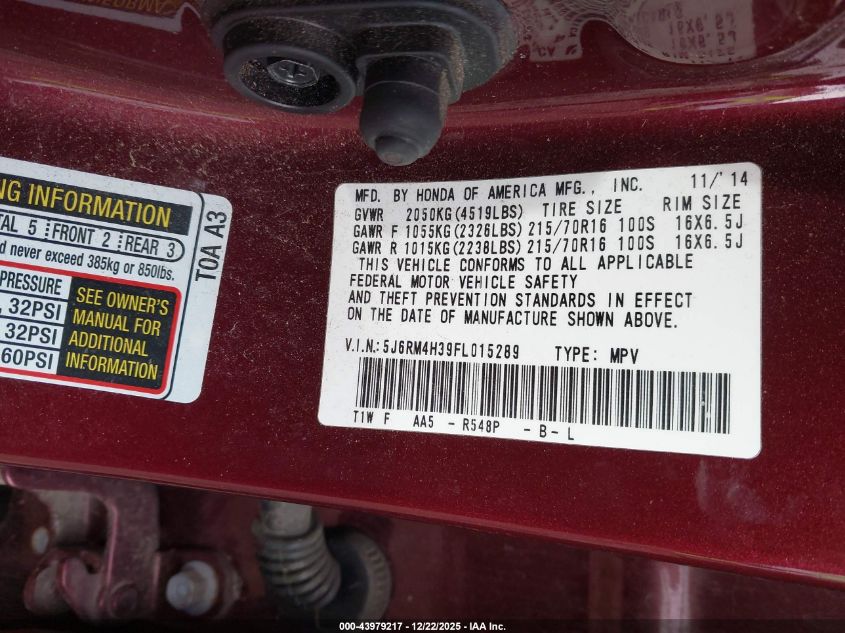 NG INFORMATION
TAL 5 FRONT 2 REAR 3
d never exceed 385kg or 850lbs.
PRESSURE
32PSI
32PSI
60PSI
SEE OWNER'S
MANUAL FOR
ADDITIONAL
INFORMATION
T0A A3
MFD. BY HONDA OF AMERICA MFG., INC. 11/'14
GVWR 2050KG(4519LBS) TIRE SIZE RIM SIZE
GAWR F 1055KG(2326LBS) 215/70R16 100S 16X6.5J
GAWR R 1015KG(2238LBS) 215/70R16 100S 16X6.5J
THIS VEHICLE CONFORMS TO ALL APPLICABLE
FEDERAL MOTOR VEHICLE SAFETY
AND THEFT PREVENTION STANDARDS IN EFFECT
ON THE DATE OF MANUFACTURE SHOWN ABOVE.
V.I.N.:5J6RM4H39FL015289 TYPE: MPV
T1W F AA5 - R548P - B - L
000-43979217 - 12/22/2025 - IAA Inc.